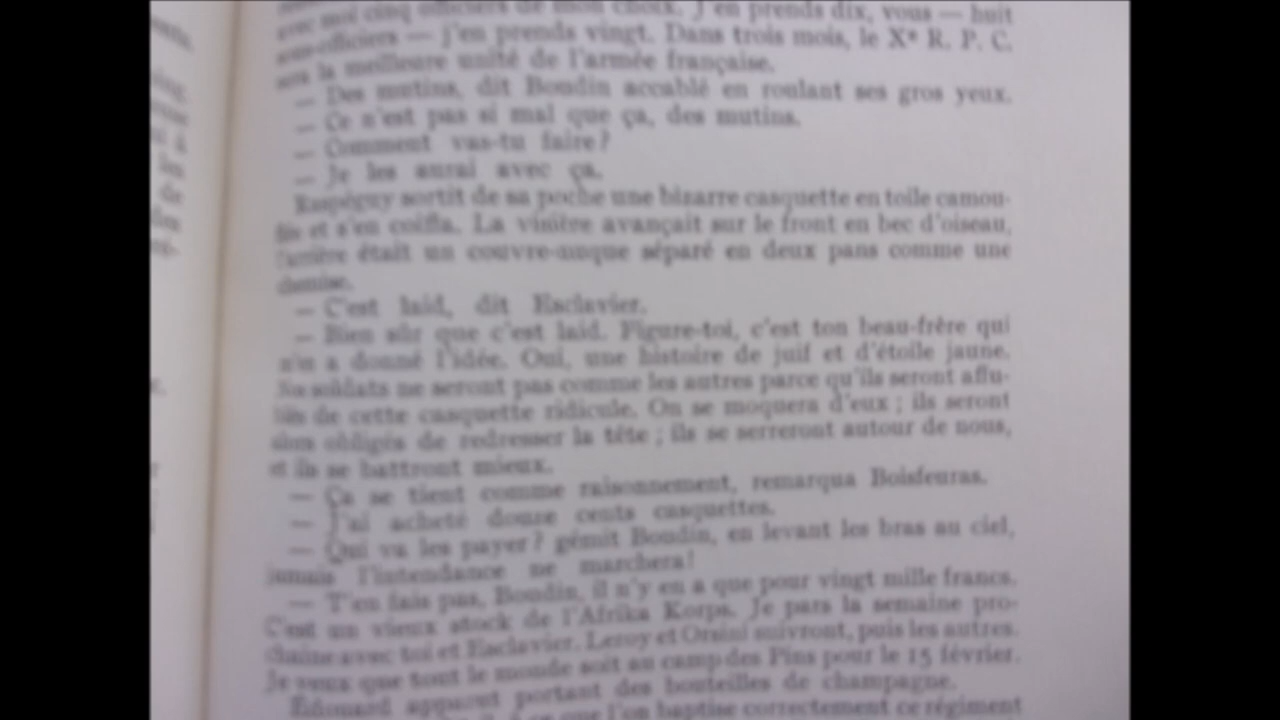 avec moi cinq officiers de mon choix. J'en prends dix, vous — huit
sous-officiers — j'en prends vingt. Dans trois mois, le Xe R. P. C.
sera la meilleure unité de l'armée française.
— Des mutins, dit Boudin accablé en roulant ses gros yeux.
— Ce n'est pas si mal que ça, des mutins.
— Comment vas-tu faire?
— Je les aurai avec ça.
Raspéguy sortit de sa poche une bizarre casquette en toile camou-
flée et s'en coiffa. La visière avançait sur le front en bec d'oiseau,
l'arrière était un couvre-nuque séparé en deux pans comme une
chemise.
— C'est laid, dit Esclavier.
— Bien sûr que c'est laid. Figure-toi, c'est ton beau-frère qui
m'en a donné l'idée. Oui, une histoire de juif et d'étoile jaune.
Nos soldats ne seront pas comme les autres parce qu'ils seront affu-
blés de cette casquette ridicule. On se moquera d'eux ; ils seront
alors obligés de redresser la tête ; ils se serreront autour de nous,
et ils se battront mieux.
— Ça se tient comme raisonnement, remarqua Boisfeuras.
— J'ai acheté douze cents casquettes.
— Qui va les payer? gémit Boudin, en levant les bras au ciel,
jamais l'intendance ne marchera!
— T'en fais pas, Boudin, il n'y en a que pour vingt mille francs.
C'est un vieux stock de l'Afrika Korps. Je pars la semaine pro-
chaine avec toi et Esclavier. Leroy et Orsini suivront, puis les autres.
Je veux que tout le monde soit au camp des Pins pour le 15 février.
Édouard apparut portant des bouteilles de champagne.
que l'on baptise correctement ce régiment